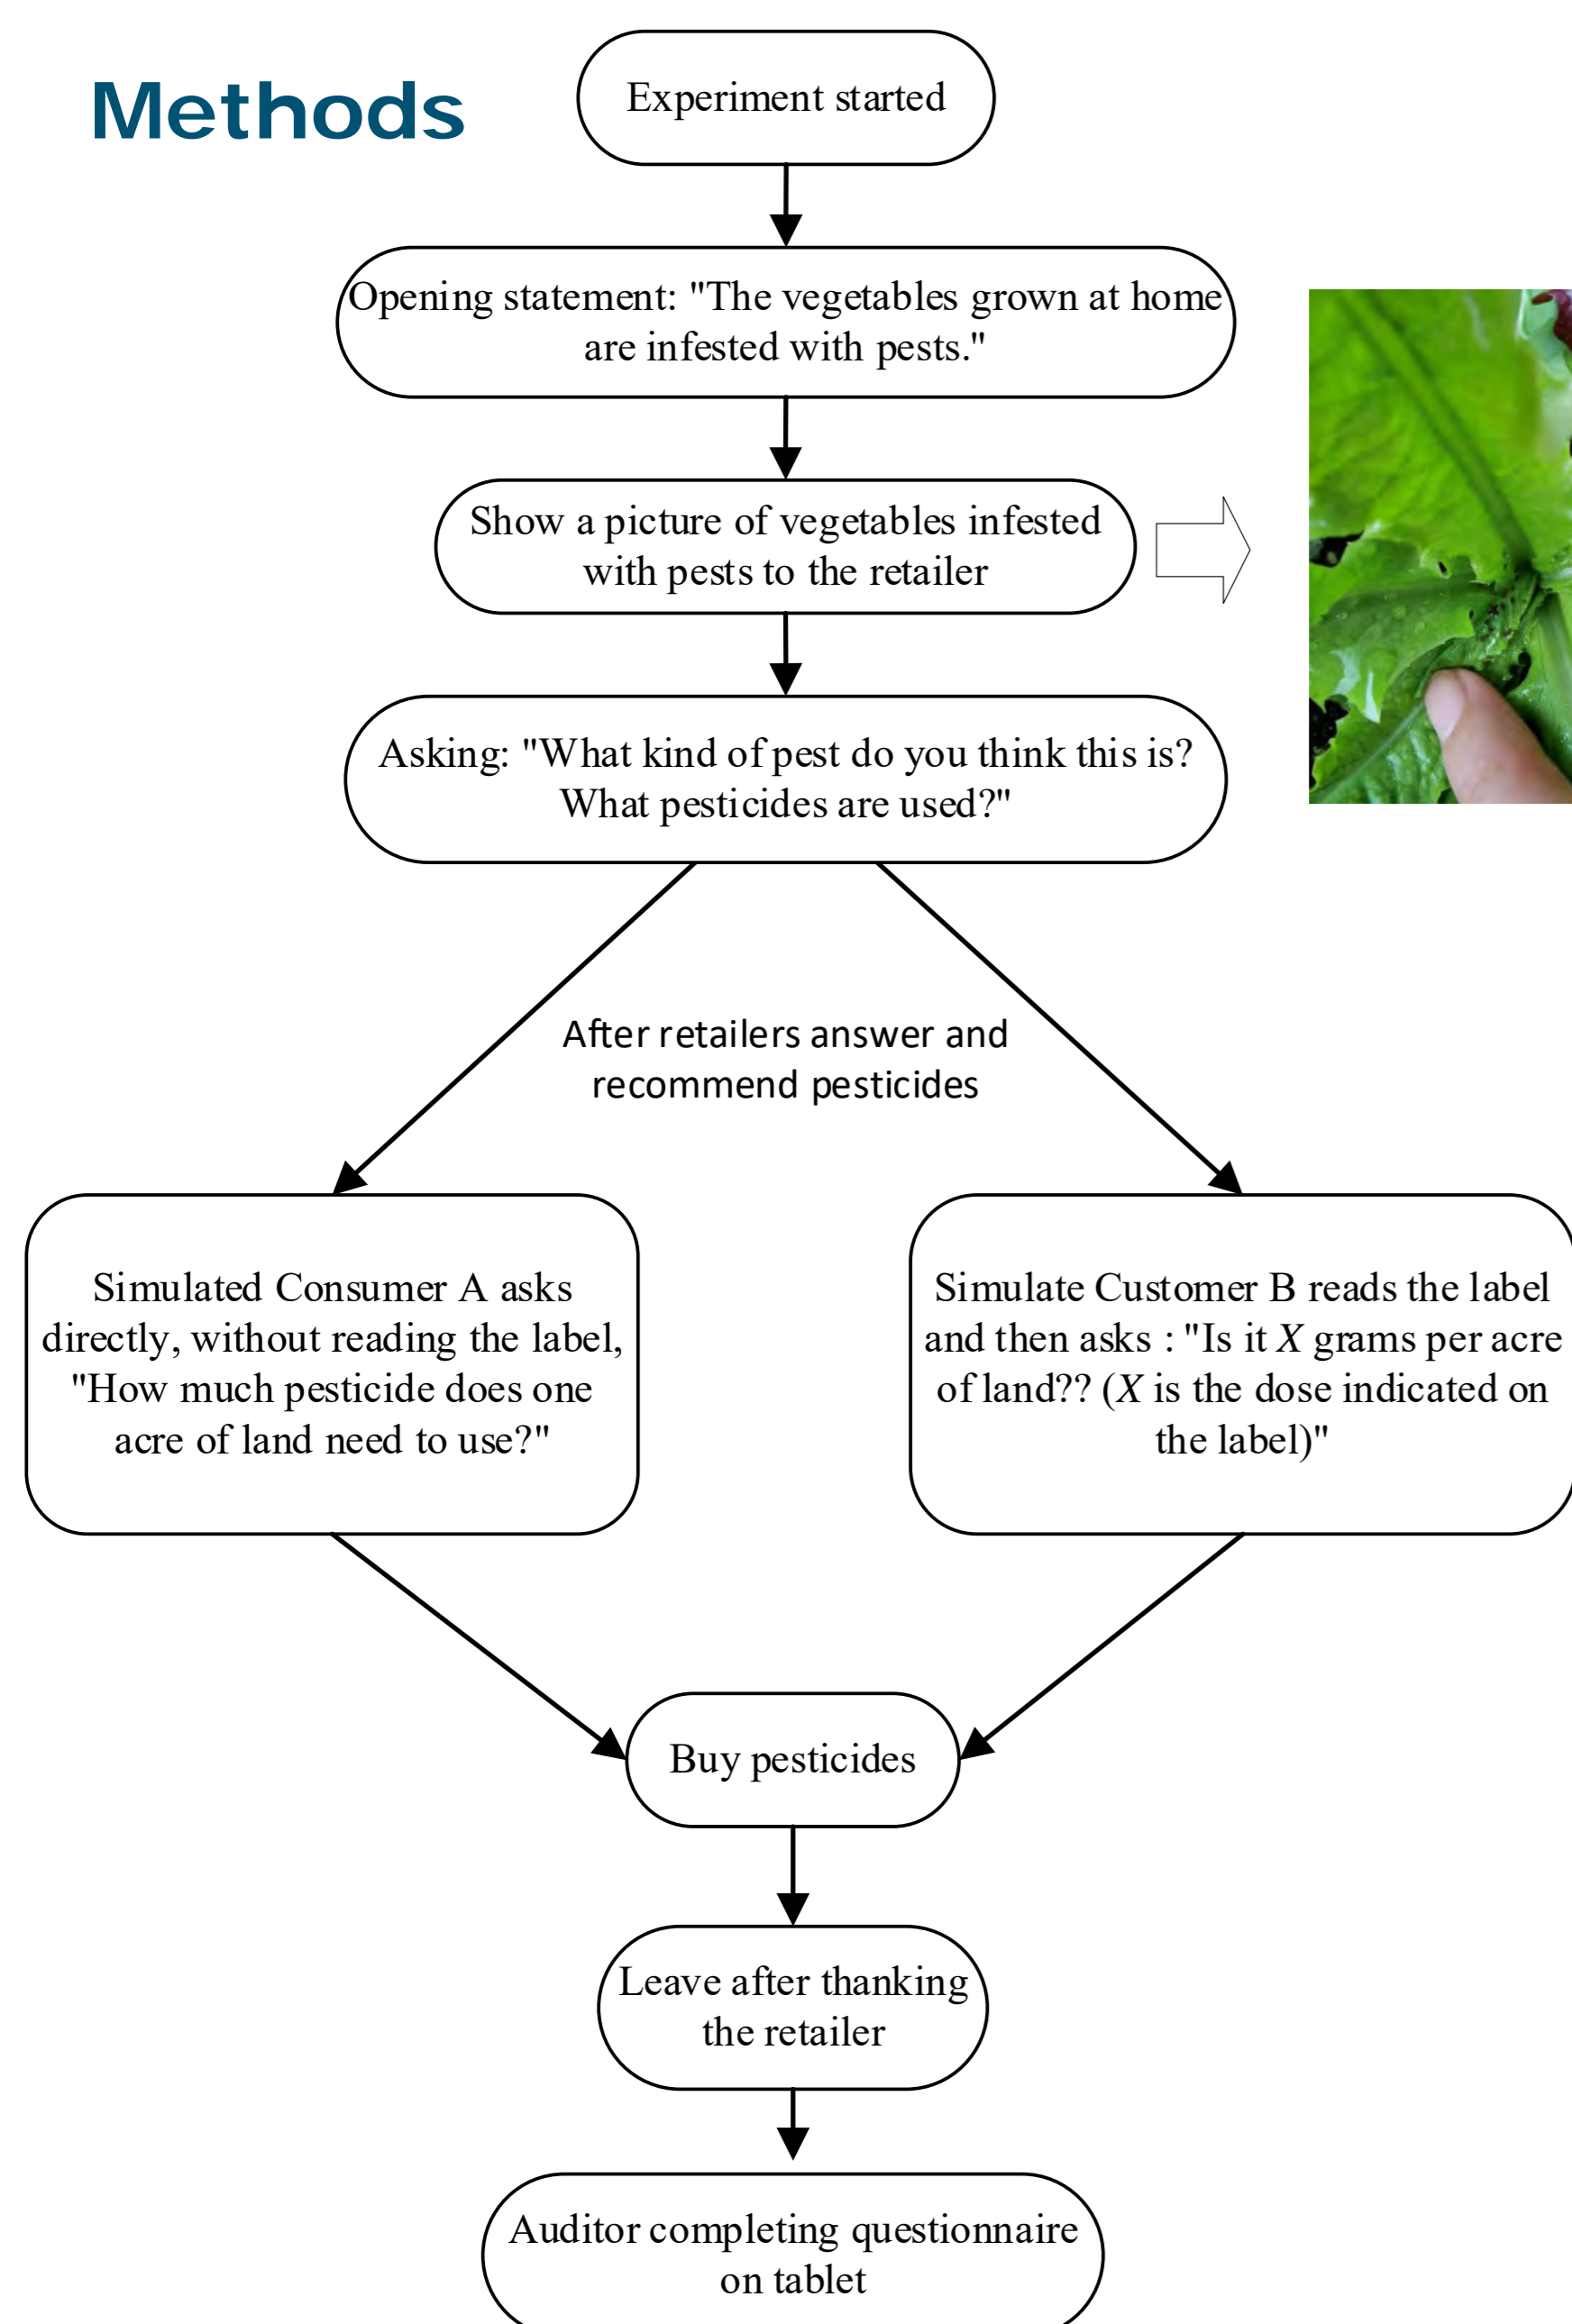 Methods
Experiment started
Opening statement: "The vegetables grown at home
are infested with pests."
Show a picture of vegetables infested
with pests to the retailer
Asking: "What kind of pest do you think this is?
What pesticides are used?"
After retailers answer and
recommend pesticides
Simulated Consumer A asks
directly, without reading the label,
"How much pesticide does one
acre of land need to use?"
Simulate Customer B reads the label
and then asks : "Is it X grams per acre
of land?? (X is the dose indicated on
the label)"
Buy pesticides
Leave after thanking
the retailer
Auditor completing questionnaire
on tablet